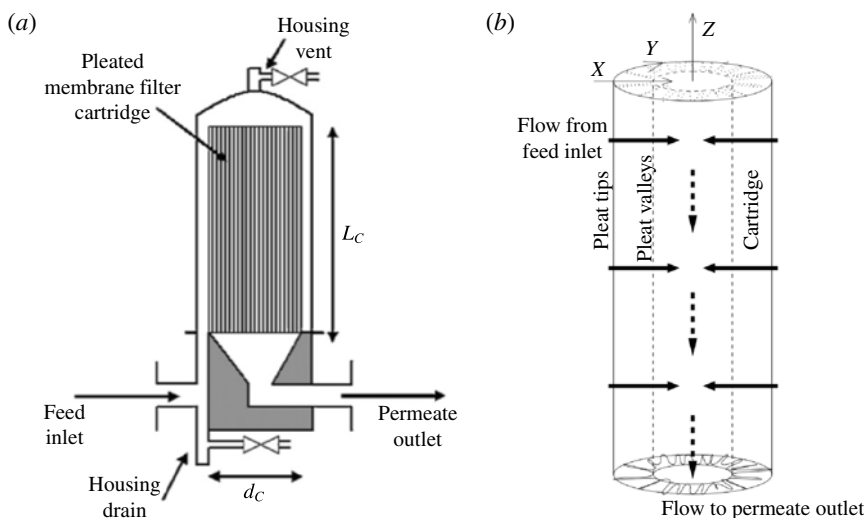 (a)
Housing
vent
Pleated
membrane filter
cartridge
L_C
Feed
inlet
Permeate
outlet
Housing
drain
d_C
(b)
Z
Y
X
Flow from
feed inlet
Pleat tips
Pleat valleys
Cartridge
Flow to permeate outlet